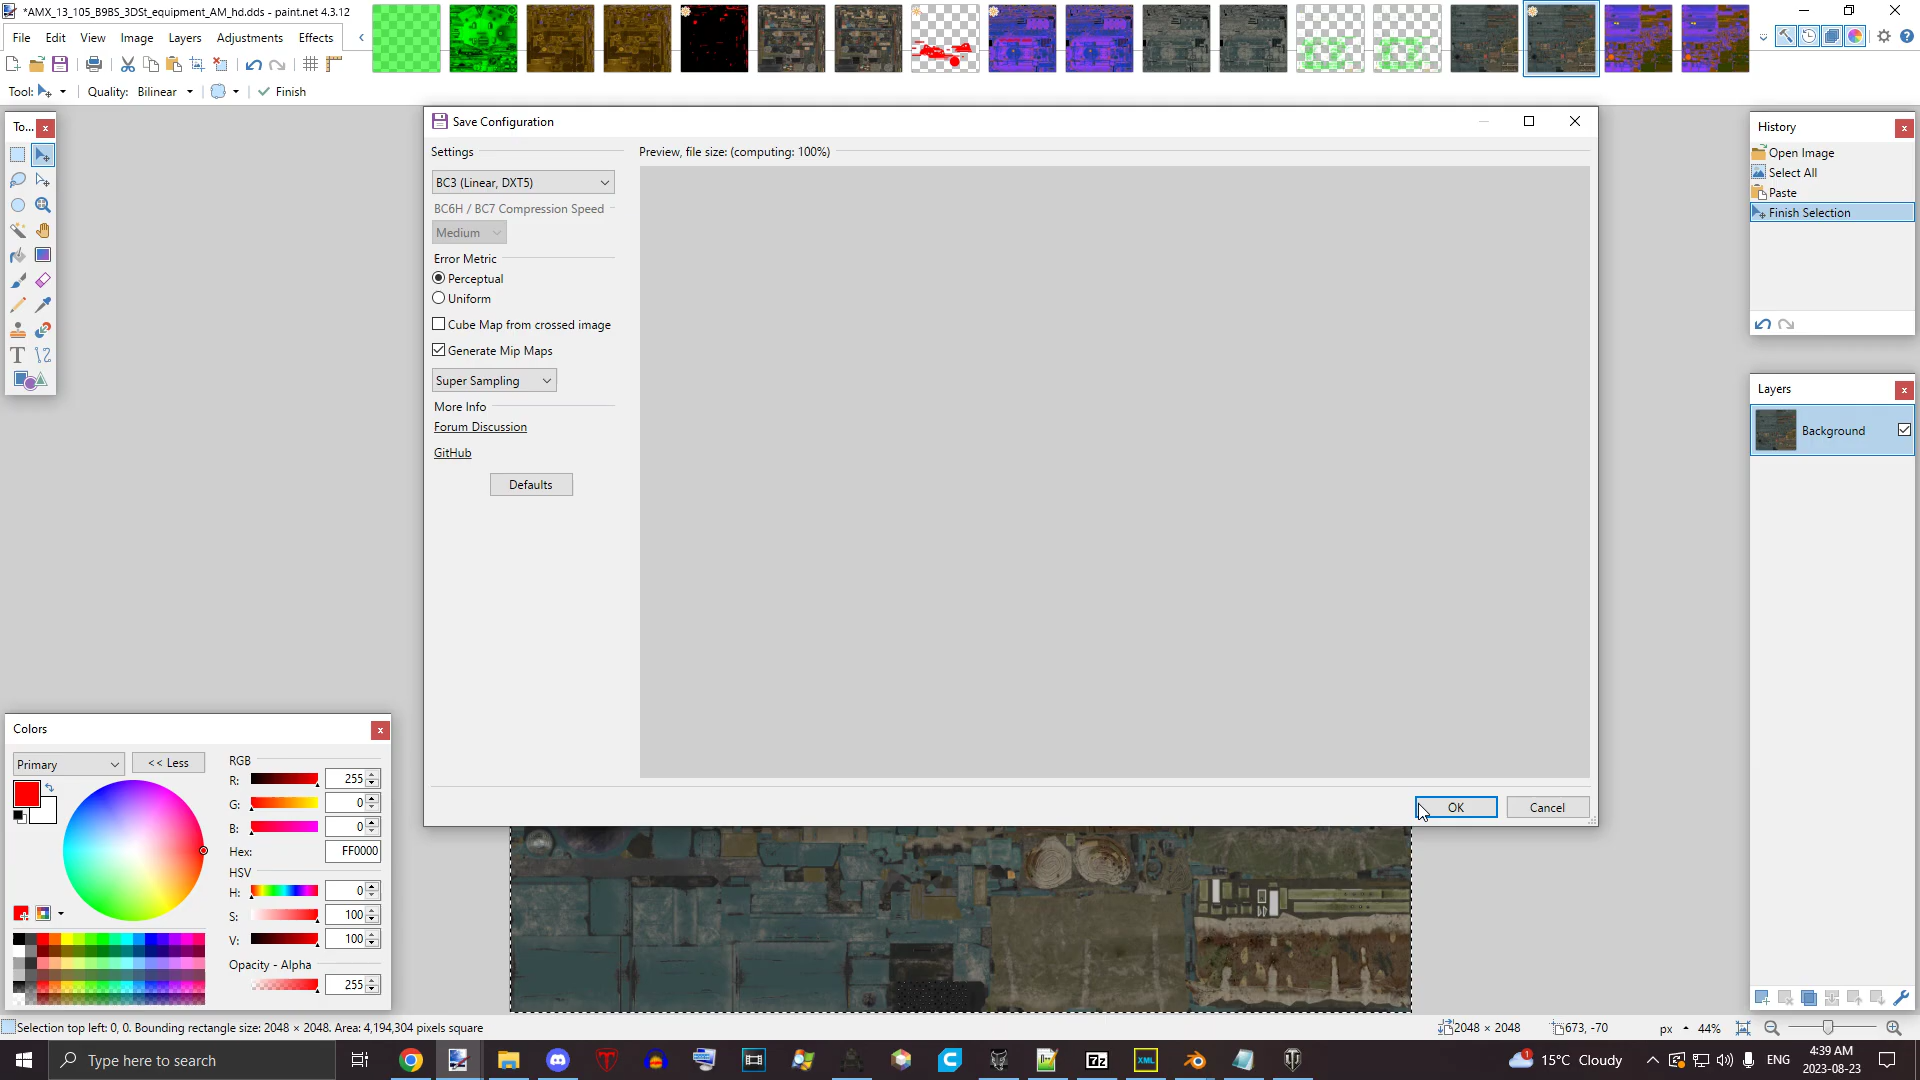 *AMX_13_105_B9BS_3DSt_equipment_AM_hd.dds - paint.net 4.3.12
File Edit View Image Layers Adjustments Effects
Tool: Quality: Bilinear Finish
To...
Save Configuration
Settings
Preview, file size: (computing: 100%)
BC3 (Linear, DXT5)
BC6H / BC7 Compression Speed
Medium
Error Metric
Perceptual
Uniform
Cube Map from crossed image
Generate Mip Maps
Super Sampling
More Info
Forum Discussion
GitHub
Defaults
OK Cancel
History
Open Image
Select All
Paste
Finish Selection
Layers
Background
Colors
Primary
<< Less
RGB
R: 255
G: 0
B: 0
Hex: FF0000
HSV
H: 0
S: 100
V: 100
Opacity - Alpha
255
Selection top left: 0, 0. Bounding rectangle size: 2048 × 2048. Area: 4,194,304 pixels square
2048 × 2048 673, -70 px 44%
Type here to search
7z
XML
1
15°C Cloudy
ENG
4:39 AM
2023-08-23